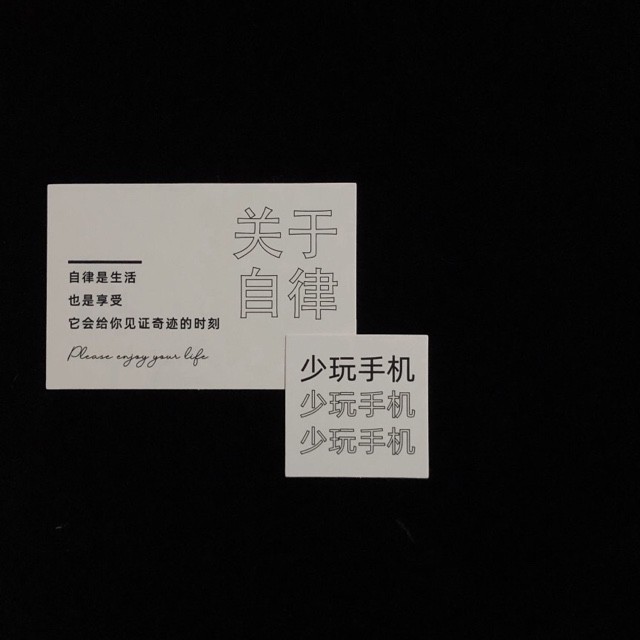 关于
自律
自律是生活
也是享受
它会给你见证奇迹的时刻
Please enjoy your life
少玩手机
少玩手机
少玩手机